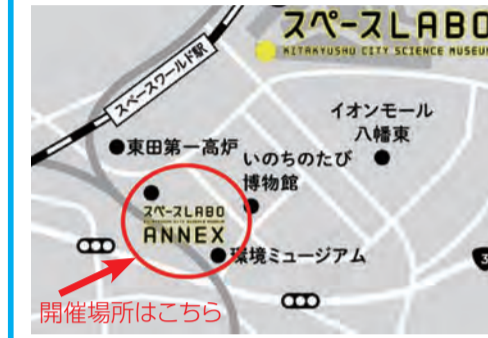 スペースLABO
KITAKYUSHU CITY SCIENCE MUSEUM
スペースワールド駅
イオンモール
八幡東
東田第一高炉
いのちのたび
博物館
スペースLABO
ANNEX
環境ミュージアム
3
開催場所はこちら